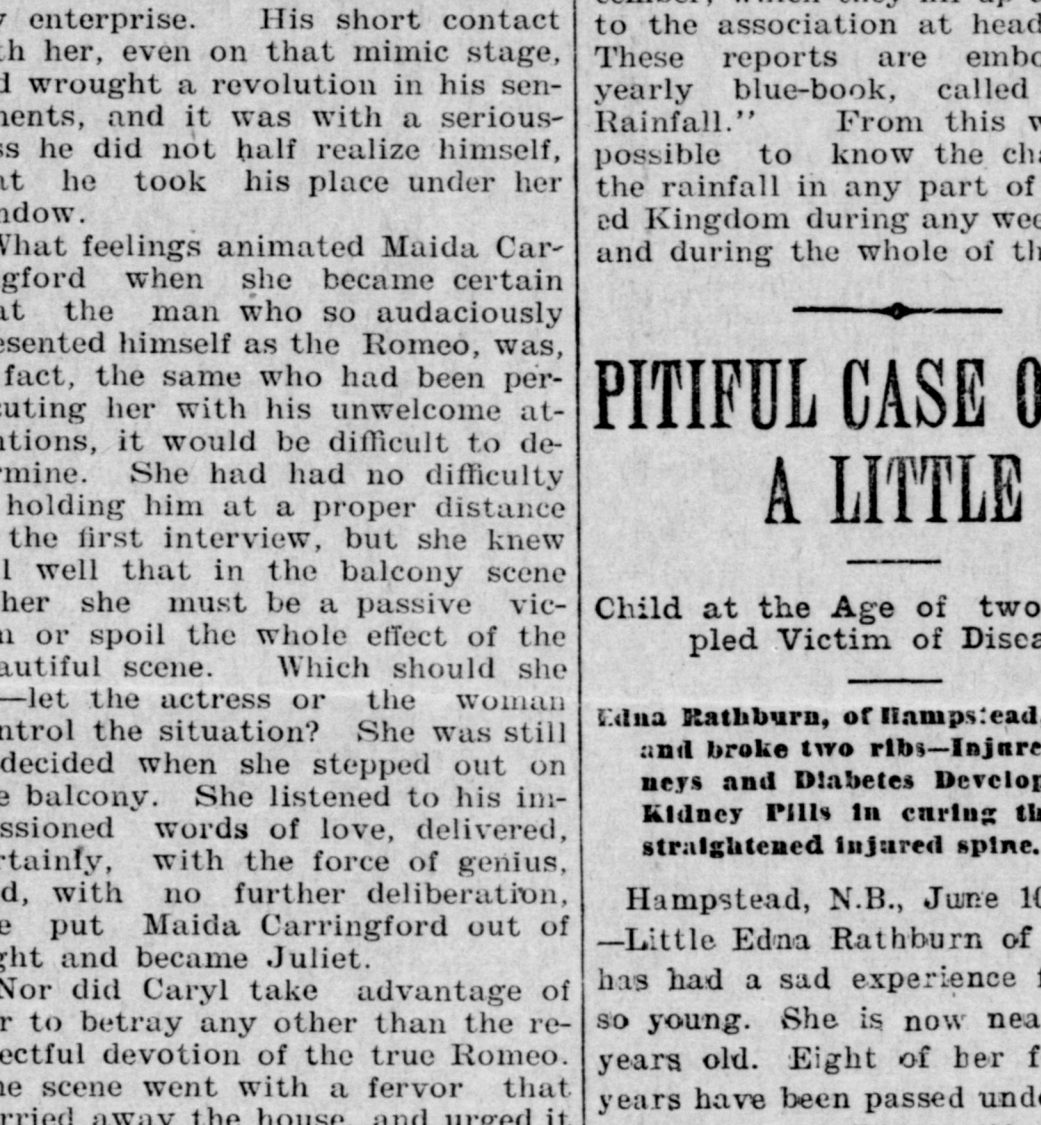 y enterprise. His short contact
th her, even on that mimic stage,
d wrought a revolution in his sen-
ments, and it was with a serious-
ss he did not half realize himself,
at he took his place under her
ndow.
What feelings animated Maida Car-
gford when she became certain
at the man who so audaciously
esented himself as the Romeo, was,
fact, the same who had been per-
cuting her with his unwelcome at-
ntions, it would be difficult to de-
rmine. She had had no difficulty
holding him at a proper distance
the first interview, but she knew
l well that in the balcony scene
her she must be a passive vic-
m or spoil the whole effect of the
autiful scene. Which should she
—let the actress or the woman
ntrol the situation? She was still
decided when she stepped out on
e balcony. She listened to his im-
ssioned words of love, delivered,
rtainly, with the force of genius,
d, with no further deliberation,
e put Maida Carringford out of
ght and became Juliet.
Nor did Caryl take advantage of
r to betray any other than the re-
ectful devotion of the true Romeo.
he scene went with a fervor that
rried away the house, and urged it
to the association at head
These reports are embo
yearly blue-book, called
Rainfall." From this w
possible to know the cha
the rainfall in any part of
ed Kingdom during any wee
and during the whole of th
PITIFUL CASE O
A LITTLE
Child at the Age of two
pled Victim of Disea
Edna Rathburn, of Hampstead,
and broke two ribs—Injure
neys and Diabetes Develop
Kidney Pills in curing th
straightened injured spine.
Hampstead, N.B., June 10
—Little Edna Rathburn of
has had a sad experience f
so young. She is now nea
years old. Eight of her f
years have been passed unde